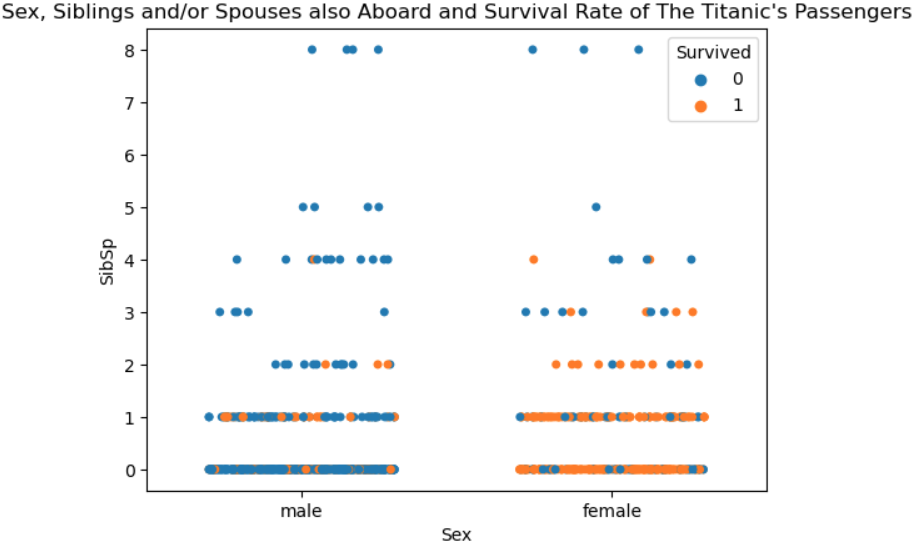 Sex, Siblings and/or Spouses also Aboard and Survival Rate of The Titanic's Passengers
Survived
0
1
8
7
6
5
4
3
2
1
0
SibSp
male
female
Sex